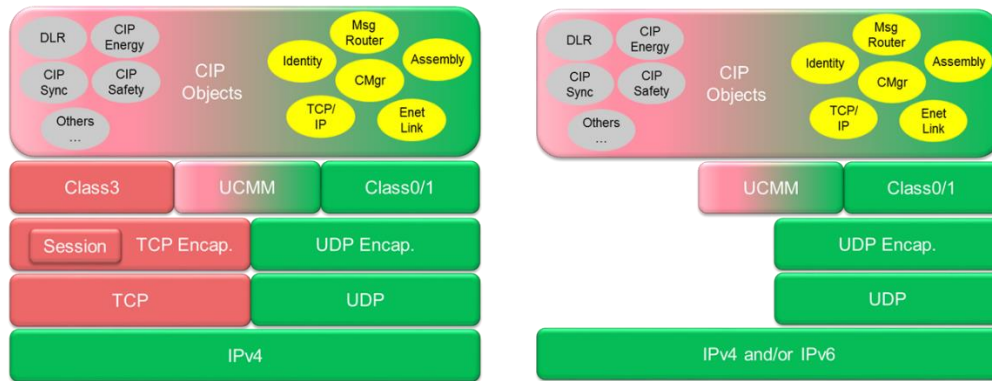 DLR
CIP
Energy
CIP
Sync
CIP
Safety
Others
...
CIP
Objects
Msg
Router
Identity
Assembly
CMgr
TCP/
IP
Enet
Link
Class3
UCMM
Class0/1
Session
TCP Encap.
UDP Encap.
TCP
UDP
IPv4
DLR
CIP
Energy
CIP
Sync
CIP
Safety
Others
...
CIP
Objects
Msg
Router
Identity
Assembly
CMgr
TCP/
IP
Enet
Link
UCMM
Class0/1
UDP Encap.
UDP
IPv4 and/or IPv6